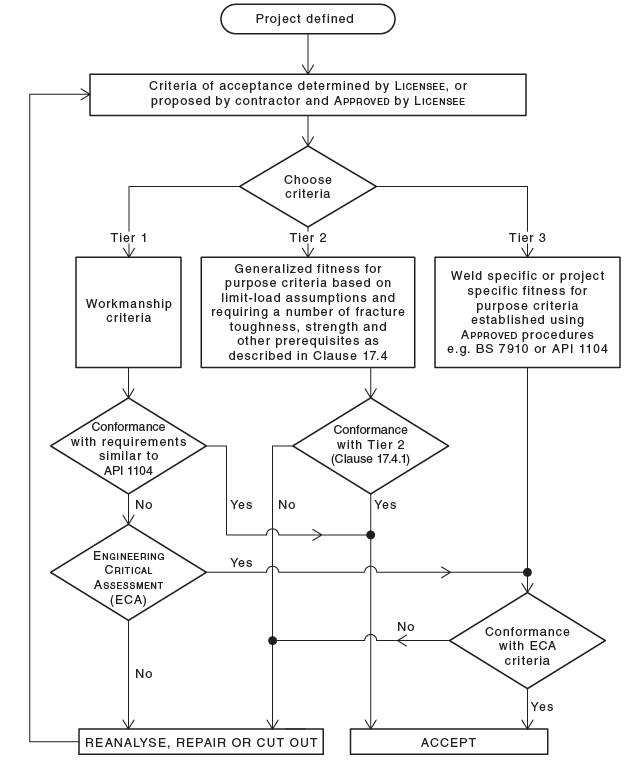 Project defined
Criteria of acceptance determined by LICENSEE, or
proposed by contractor and APPROVED by LICENSEE
Choose
criteria
Tier 1
Tier 2
Tier 3
Workmanship
criteria
Generalized fitness for
purpose criteria based on
limit-load assumptions and
requiring a number of fracture
toughness, strength and
other prerequisites as
described in Clause 17.4
Weld specific or project
specific fitness for
purpose criteria
established using
APPROVED procedures
e.g. BS 7910 or API 1104
Conformance
with requirements
similar to
API 1104
Conformance
with Tier 2
(Clause 17.4.1)
No
Yes
No
Yes
ENGINEERING
CRITICAL
ASSESSMENT
(ECA)
Yes
No
Conformance
with ECA
criteria
No
Yes
REANALYSE, REPAIR OR CUT OUT
ACCEPT